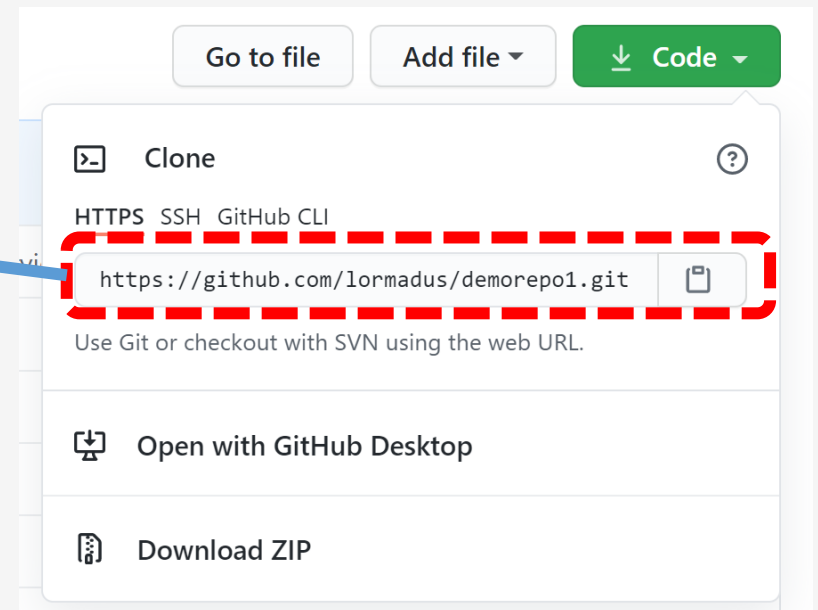 Go to file Add file Code
Clone
HTTPS SSH GitHub CLI
https://github.com/lormadus/demorepo1.git
Use Git or checkout with SVN using the web URL.
Open with GitHub Desktop
Download ZIP